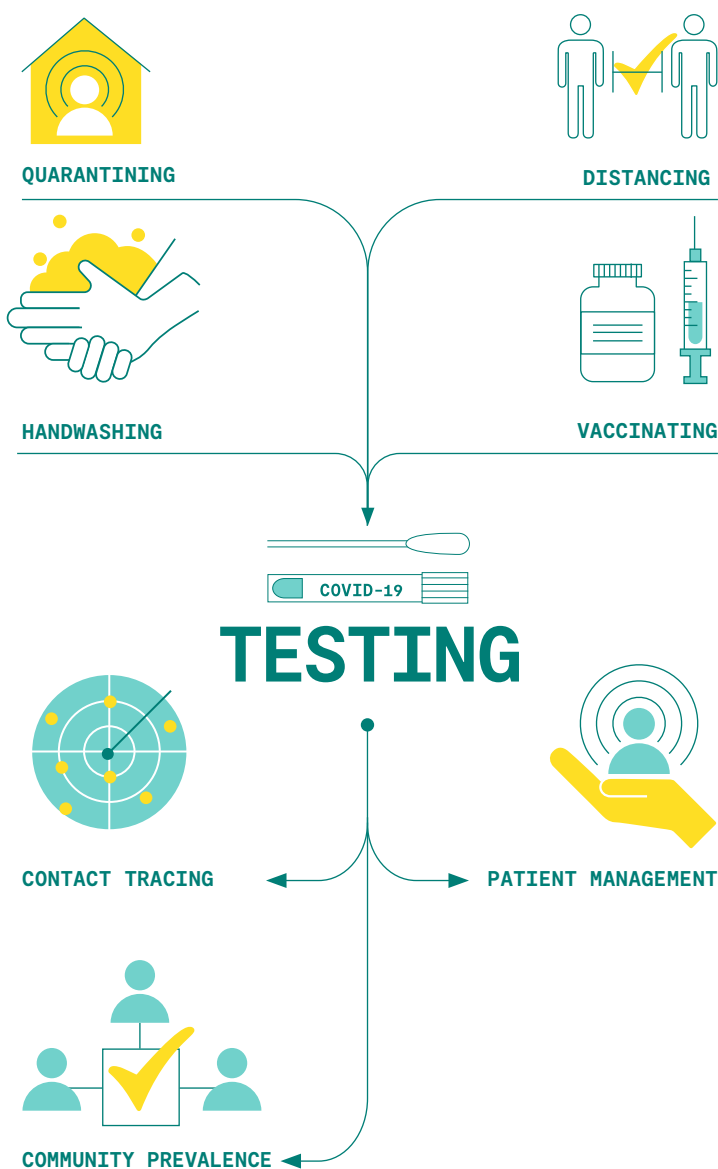 QUARANTINING
DISTANCING
HANDWASHING
VACCINATING
COVID-19
TESTING
CONTACT TRACING
PATIENT MANAGEMENT
COMMUNITY PREVALENCE